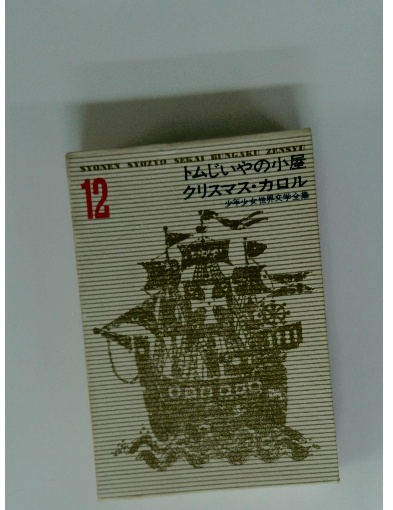 SYONEN SYOZYO SEKAI BUNGAKU ZENSYU
12
トムじいやの小屋
クリスマス・カロル
少年少女世界文学全集